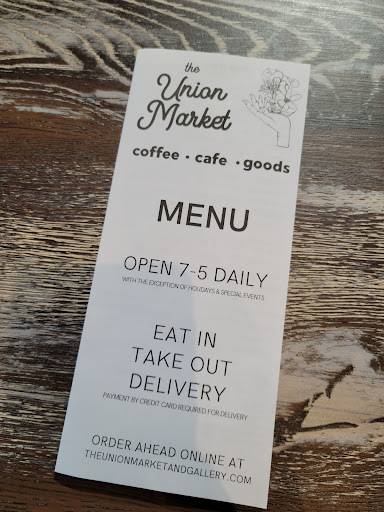 the
Union
Market
coffee • cafe • goods
MENU
OPEN 7-5 DAILY
WITH THE EXCEPTION OF HOLIDAYS & SPECIAL EVENTS
EAT IN
TAKE OUT
DELIVERY
PAYMENT BY CREDIT CARD REQUIRED FOR DELIVERY
ORDER AHEAD ONLINE AT
THEUNIONMARKETANDGALLERY.COM